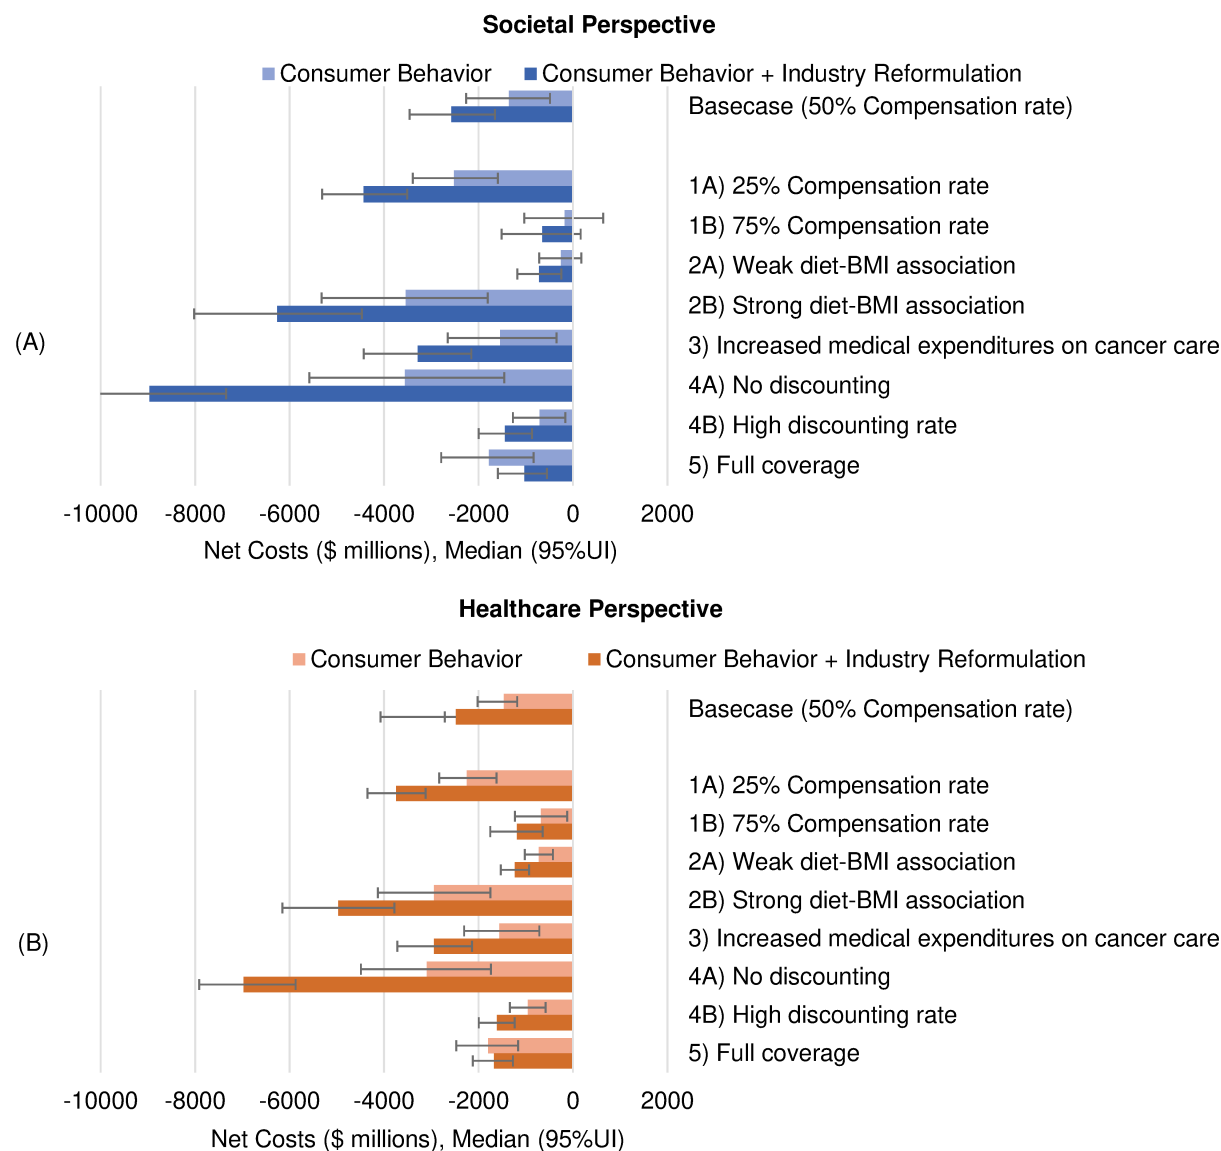 Societal Perspective
Consumer Behavior
Consumer Behavior + Industry Reformulation
Basecase (50% Compensation rate)
1A) 25% Compensation rate
1B) 75% Compensation rate
2A) Weak diet-BMI association
2B) Strong diet-BMI association
(A)
3) Increased medical expenditures on cancer care
4A) No discounting
4B) High discounting rate
5) Full coverage
-10000 -8000 -6000 -4000 -2000 0 2000
Net Costs ($ millions), Median (95%UI)
Healthcare Perspective
Consumer Behavior
Consumer Behavior + Industry Reformulation
Basecase (50% Compensation rate)
1A) 25% Compensation rate
1B) 75% Compensation rate
2A) Weak diet-BMI association
2B) Strong diet-BMI association
(B)
3) Increased medical expenditures on cancer care
4A) No discounting
4B) High discounting rate
5) Full coverage
-10000 -8000 -6000 -4000 -2000 0 2000
Net Costs ($ millions), Median (95%UI)